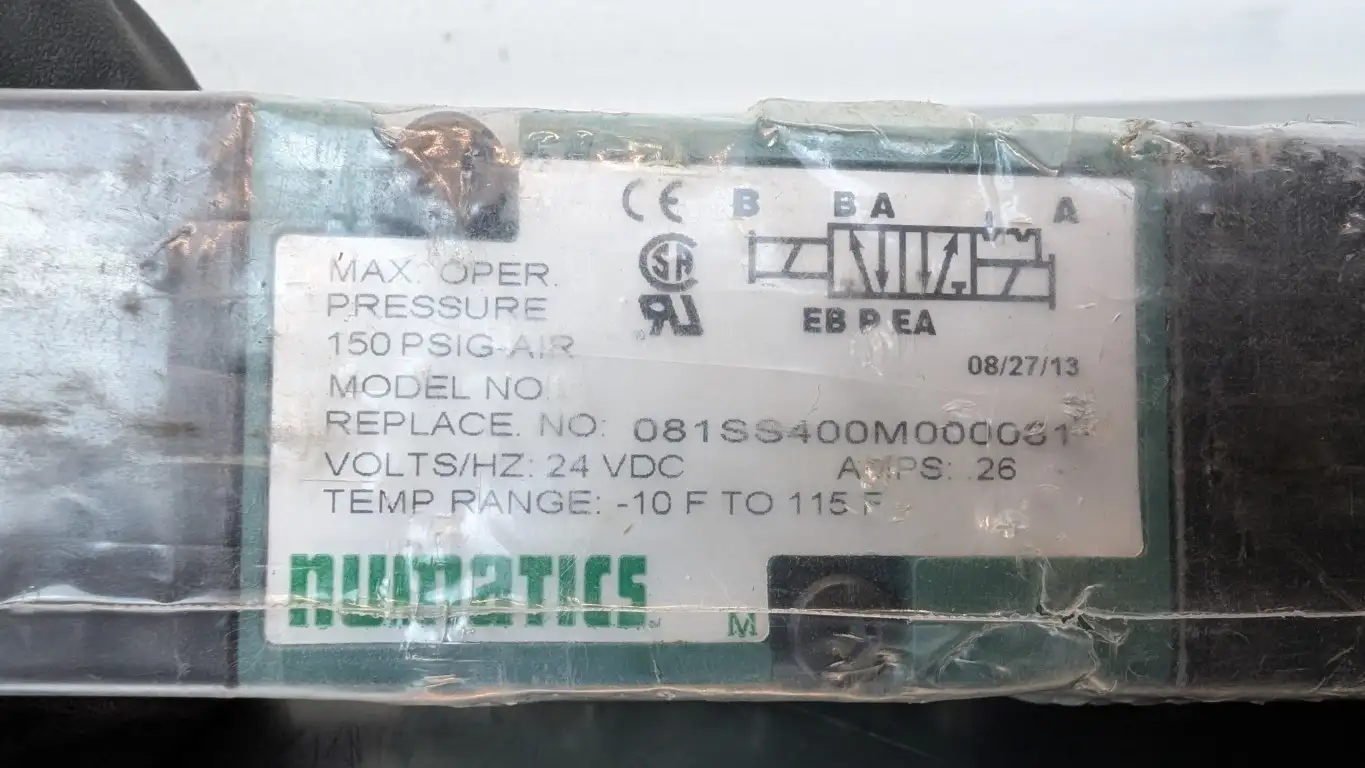 CE
B BA A
MAX. OPER.
PRESSURE
150 PSIG-AIR
EB P EA
08/27/13
MODEL NO.
REPLACE. NO: 081SS400M000061
VOLTS/HZ: 24 VDC AMPS: .26
TEMP RANGE: -10 F TO 115 F
numatics
M